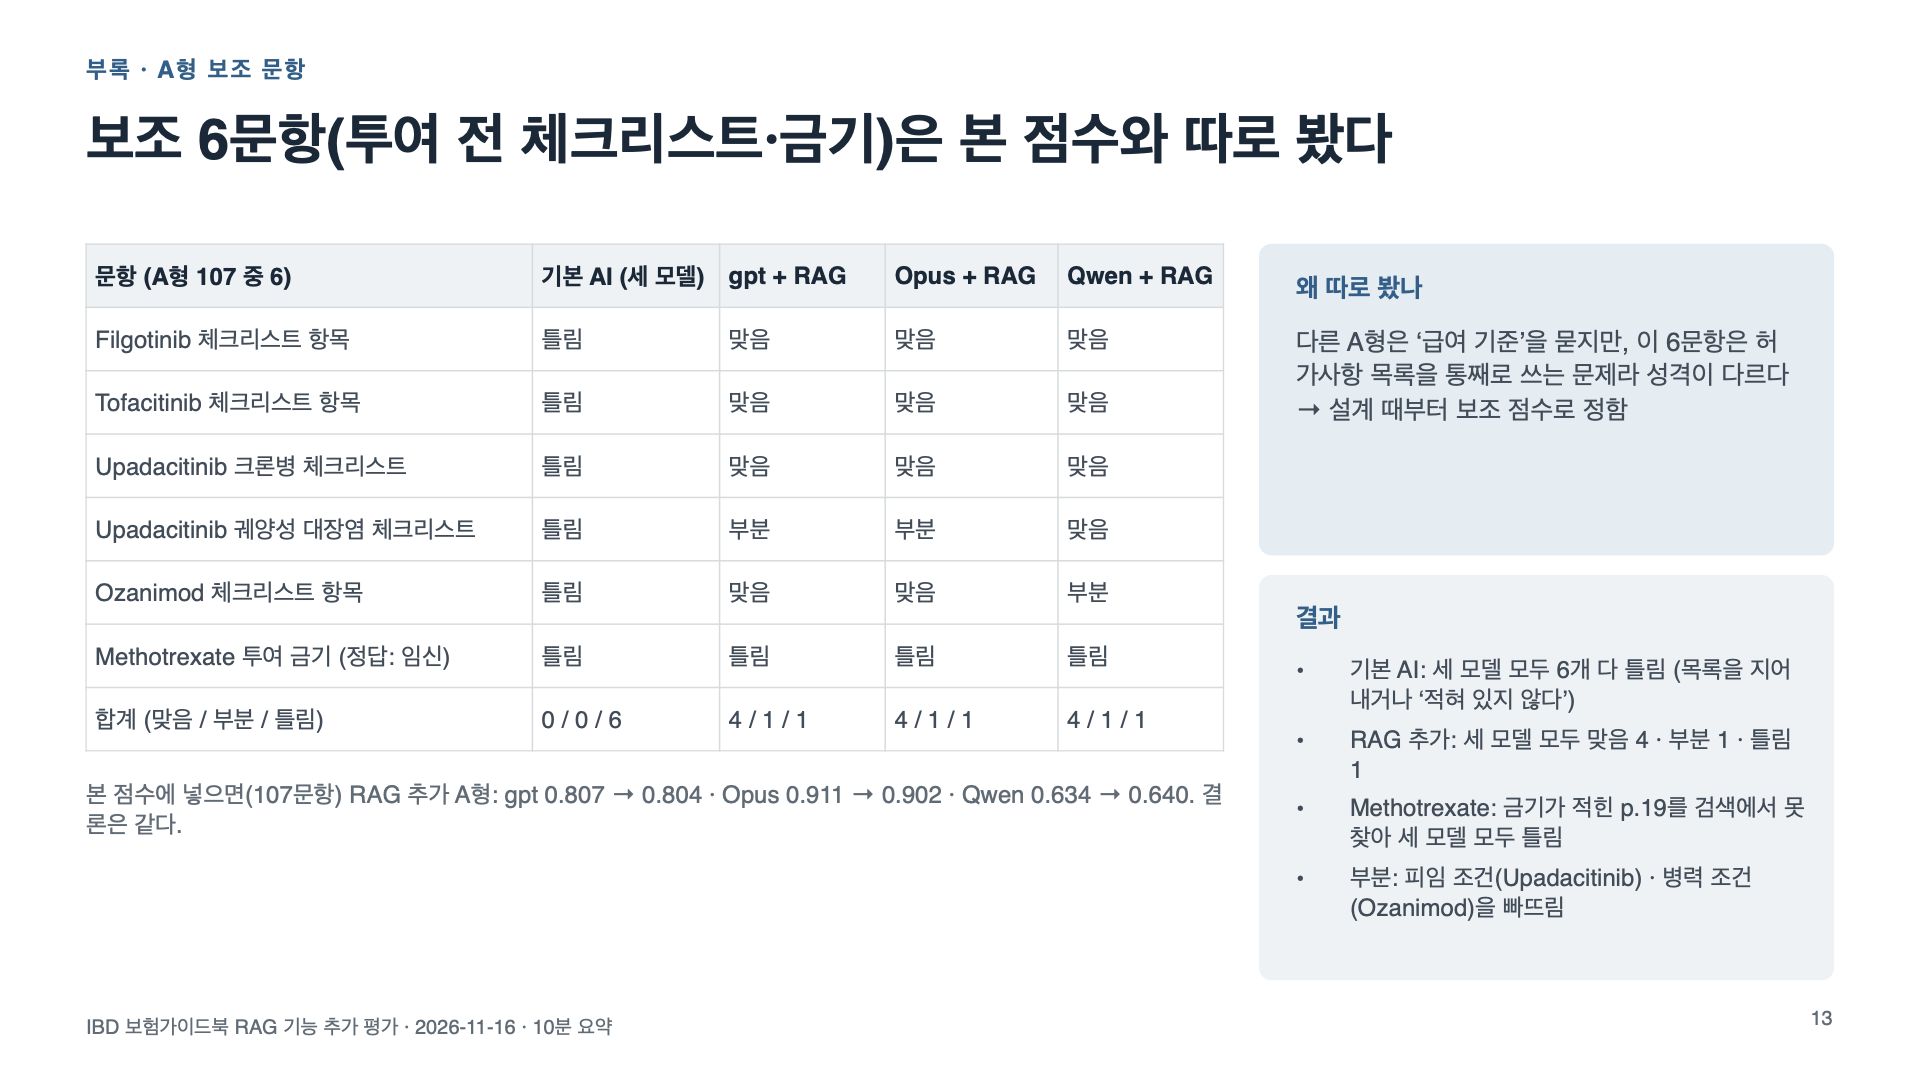 부록 · A형 보조 문항
보조 6문항(투여 전 체크리스트·금기)은 본 점수와 따로 봤다
문항 (A형 107 중 6) 기본 AI (세 모델) gpt + RAG Opus + RAG Qwen + RAG
Filgotinib 체크리스트 항목 틀림 맞음 맞음 맞음
Tofacitinib 체크리스트 항목 틀림 맞음 맞음 맞음
Upadacitinib 크론병 체크리스트 틀림 맞음 맞음 맞음
Upadacitinib 궤양성 대장염 체크리스트 틀림 부분 부분 맞음
Ozanimod 체크리스트 항목 틀림 맞음 맞음 부분
Methotrexate 투여 금기 (정답: 임신) 틀림 틀림 틀림 틀림
합계 (맞음 / 부분 / 틀림) 0 / 0 / 6 4 / 1 / 1 4 / 1 / 1 4 / 1 / 1
본 점수에 넣으면(107문항) RAG 추가 A형: gpt 0.807 → 0.804 · Opus 0.911 → 0.902 · Qwen 0.634 → 0.640. 결
론은 같다.
왜 따로 봤나
다른 A형은 ‘급여 기준’을 묻지만, 이 6문항은 허
가사항 목록을 통째로 쓰는 문제라 성격이 다르다
→ 설계 때부터 보조 점수로 정함
결과
• 기본 AI: 세 모델 모두 6개 다 틀림 (목록을 지어
내거나 ‘적혀 있지 않다’)
• RAG 추가: 세 모델 모두 맞음 4 · 부분 1 · 틀림
1
• Methotrexate: 금기가 적힌 p.19를 검색에서 못
찾아 세 모델 모두 틀림
• 부분: 피임 조건(Upadacitinib) · 병력 조건
(Ozanimod)을 빠뜨림
IBD 보험가이드북 RAG 기능 추가 평가 · 2026-11-16 · 10분 요약
13